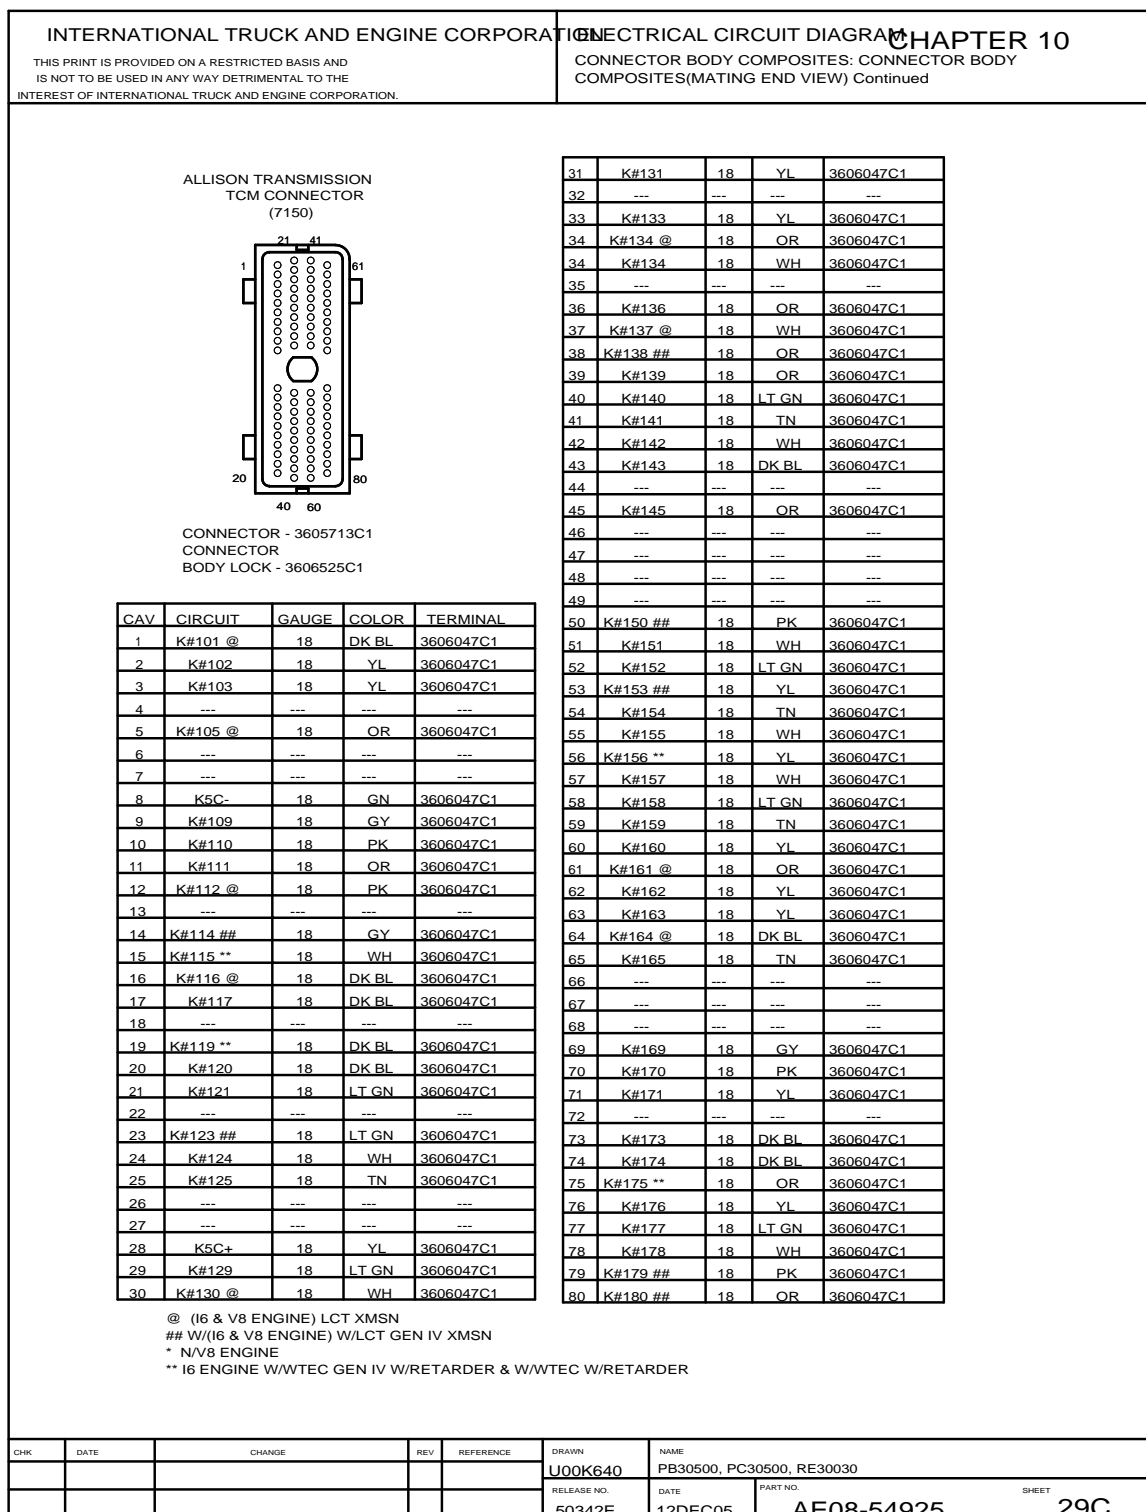 INTERNATIONAL TRUCK AND ENGINE CORPORATION
THIS PRINT IS PROVIDED ON A RESTRICTED BASIS AND
IS NOT TO BE USED IN ANY WAY DETRIMENTAL TO THE
INTEREST OF INTERNATIONAL TRUCK AND ENGINE CORPORATION.
ELECTRICAL CIRCUIT DIAGRAM
CHAPTER 10
CONNECTOR BODY COMPOSITES: CONNECTOR BODY
COMPOSITES(MATING END VIEW) Continued
ALLISON TRANSMISSION
TCM CONNECTOR
(7150)
21 41
1 61
20 80
40 60
CONNECTOR - 3605713C1
CONNECTOR
BODY LOCK - 3606525C1
CAV CIRCUIT GAUGE COLOR TERMINAL
1 K#101 @ 18 DK BL 3606047C1
2 K#102 18 YL 3606047C1
3 K#103 18 YL 3606047C1
4 --- --- --- ---
5 K#105 @ 18 OR 3606047C1
6 --- --- --- ---
7 --- --- --- ---
8 K5C- 18 GN 3606047C1
9 K#109 18 GY 3606047C1
10 K#110 18 PK 3606047C1
11 K#111 18 OR 3606047C1
12 K#112 @ 18 PK 3606047C1
13 --- --- --- ---
14 K#114 ## 18 GY 3606047C1
15 K#115 ** 18 WH 3606047C1
16 K#116 @ 18 DK BL 3606047C1
17 K#117 18 DK BL 3606047C1
18 --- --- --- ---
19 K#119 ** 18 DK BL 3606047C1
20 K#120 18 DK BL 3606047C1
21 K#121 18 LT GN 3606047C1
22 --- --- --- ---
23 K#123 ## 18 LT GN 3606047C1
24 K#124 18 WH 3606047C1
25 K#125 18 TN 3606047C1
26 --- --- --- ---
27 --- --- --- ---
28 K5C+ 18 YL 3606047C1
29 K#129 18 LT GN 3606047C1
30 K#130 @ 18 WH 3606047C1
31 K#131 18 YL 3606047C1
32 --- --- --- ---
33 K#133 18 YL 3606047C1
34 K#134 @ 18 OR 3606047C1
34 K#134 18 WH 3606047C1
35 --- --- --- ---
36 K#136 18 OR 3606047C1
37 K#137 @ 18 WH 3606047C1
38 K#138 ## 18 OR 3606047C1
39 K#139 18 OR 3606047C1
40 K#140 18 LT GN 3606047C1
41 K#141 18 TN 3606047C1
42 K#142 18 WH 3606047C1
43 K#143 18 DK BL 3606047C1
44 --- --- --- ---
45 K#145 18 OR 3606047C1
46 --- --- --- ---
47 --- --- --- ---
48 --- --- --- ---
49 --- --- --- ---
50 K#150 ## 18 PK 3606047C1
51 K#151 18 WH 3606047C1
52 K#152 18 LT GN 3606047C1
53 K#153 ## 18 YL 3606047C1
54 K#154 18 TN 3606047C1
55 K#155 18 WH 3606047C1
56 K#156 ** 18 YL 3606047C1
57 K#157 18 WH 3606047C1
58 K#158 18 LT GN 3606047C1
59 K#159 18 TN 3606047C1
60 K#160 18 YL 3606047C1
61 K#161 @ 18 OR 3606047C1
62 K#162 18 YL 3606047C1
63 K#163 18 YL 3606047C1
64 K#164 @ 18 DK BL 3606047C1
65 K#165 18 TN 3606047C1
66 --- --- --- ---
67 --- --- --- ---
68 --- --- --- ---
69 K#169 18 GY 3606047C1
70 K#170 18 PK 3606047C1
71 K#171 18 YL 3606047C1
72 --- --- --- ---
73 K#173 18 DK BL 3606047C1
74 K#174 18 DK BL 3606047C1
75 K#175 ** 18 OR 3606047C1
76 K#176 18 YL 3606047C1
77 K#177 18 LT GN 3606047C1
78 K#178 18 WH 3606047C1
79 K#179 ## 18 PK 3606047C1
80 K#180 ## 18 OR 3606047C1
@ (I6 & V8 ENGINE) LCT XMSN
## W/(I6 & V8 ENGINE) W/LCT GEN IV XMSN
* N/V8 ENGINE
** I6 ENGINE W/WTEC GEN IV W/RETARDER & W/WTEC W/RETARDER
CHK DATE CHANGE REV REFERENCE
DRAWN
U00K640
NAME
PB30500, PC30500, RE30030
RELEASE NO.
50342E
DATE
12DEC05
PART NO.
AE08-54925
SHEET
29C